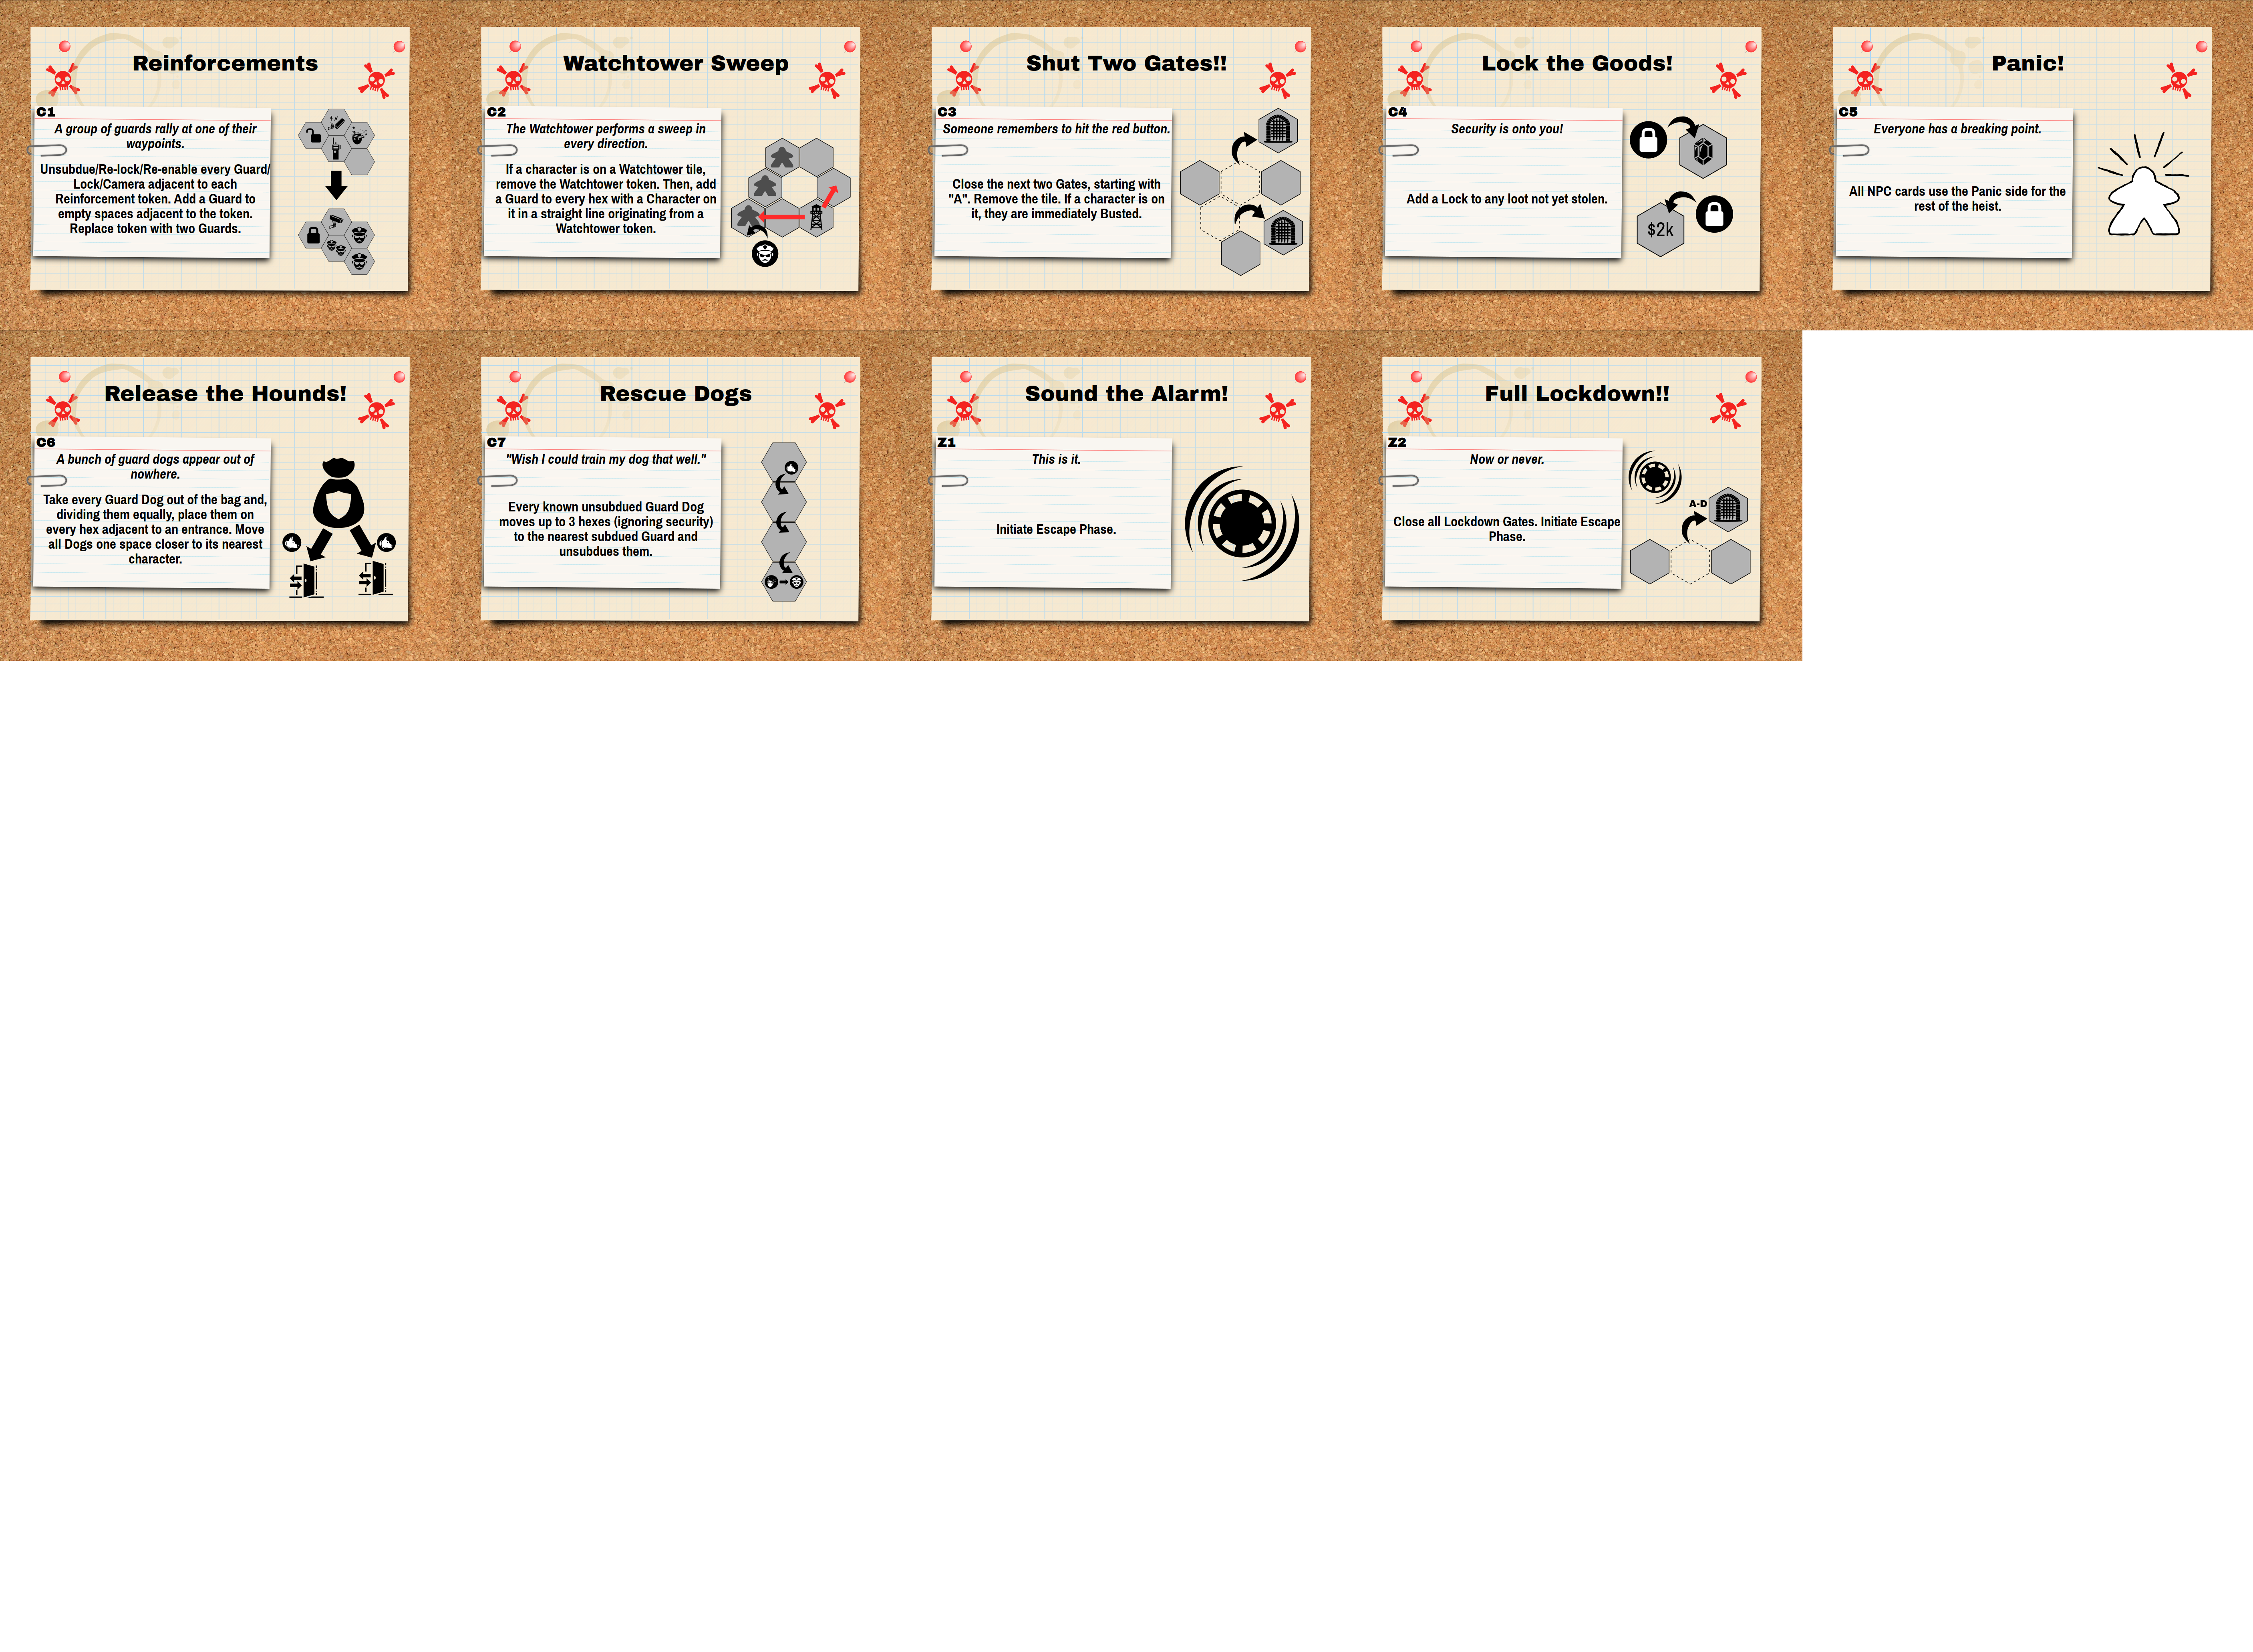 Reinforcements
C1
A group of guards rally at one of their
waypoints.
Unsubdue/Re-lock/Re-enable every Guard/
Lock/Camera adjacent to each
Reinforcement token. Add a Guard to
empty spaces adjacent to the token.
Replace token with two Guards.
Watchtower Sweep
C2
The Watchtower performs a sweep in
every direction.
If a character is on a Watchtower tile,
remove the Watchtower token. Then, add
a Guard to every hex with a Character on
it in a straight line originating from a
Watchtower token.
Shut Two Gates!!
C3
Someone remembers to hit the red button.
Close the next two Gates, starting with
"A". Remove the tile. If a character is on
it, they are immediately Busted.
Lock the Goods!
C4
Security is onto you!
Add a Lock to any loot not yet stolen.
$2k
Panic!
C5
Everyone has a breaking point.
All NPC cards use the Panic side for the
rest of the heist.
Release the Hounds!
C6
A bunch of guard dogs appear out of
nowhere.
Take every Guard Dog out of the bag and,
dividing them equally, place them on
every hex adjacent to an entrance. Move
all Dogs one space closer to its nearest
character.
Rescue Dogs
C7
"Wish I could train my dog that well."
Every known unsubdued Guard Dog
moves up to 3 hexes (ignoring security)
to the nearest subdued Guard and
unsubdues them.
Sound the Alarm!
Z1
This is it.
Initiate Escape Phase.
Full Lockdown!!
Z2
Now or never.
Close all Lockdown Gates. Initiate Escape
Phase.
A-D